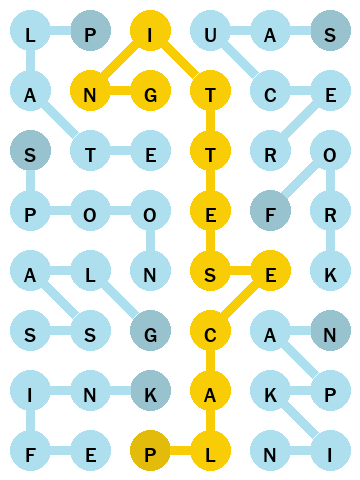 L P I U A S
A N G T C E
S T E T R O
P O O E F R
A L N S E K
S S G C A N
I N K A K P
F E P L N I